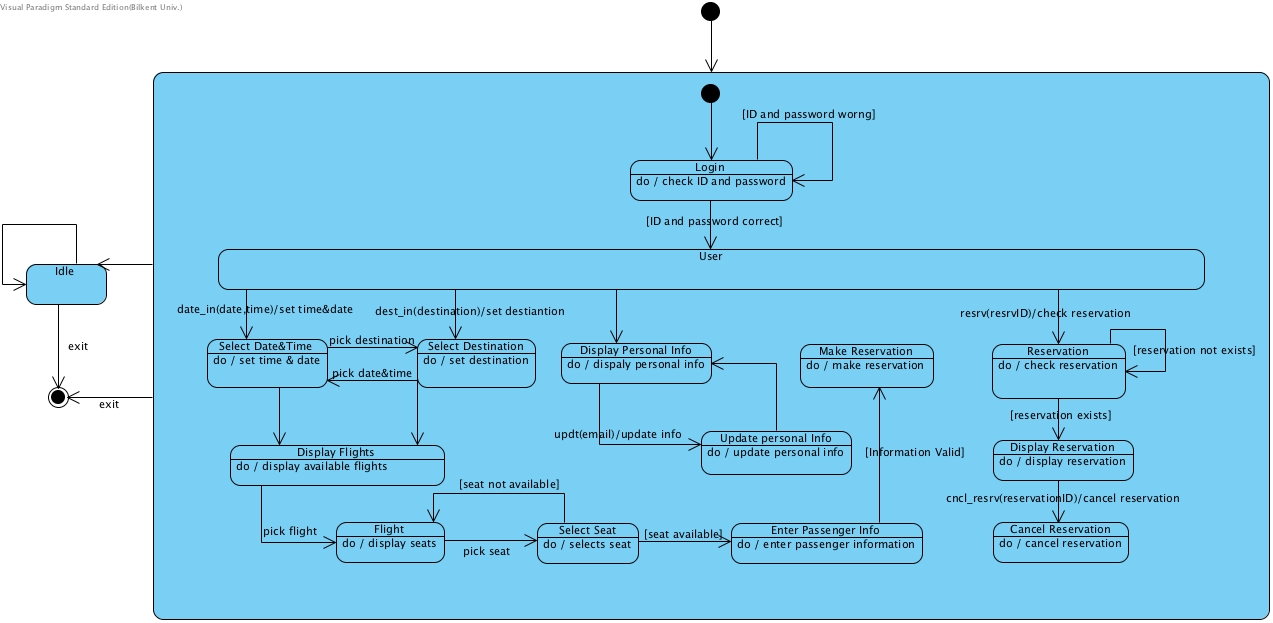 Visual Paradigm Standard Edition(Bilkent Univ.)
[ID and password worng]
Login
do / check ID and password
[ID and password correct]
User
Idle
date_in(date,time)/set time&date
dest_in(destination)/set destiantion
resrv(resrvID)/check reservation
Select Date&Time
do / set time & date
pick destination
Select Destination
do / set destination
pick date&time
Display Personal Info
do / dispaly personal info
Make Reservation
do / make reservation
Reservation
do / check reservation
[reservation not exists]
exit
exit
[reservation exists]
updt(email)/update info
Update personal Info
do / update personal info
Display Flights
do / display available flights
[Information Valid]
Display Reservation
do / display reservation
[seat not available]
cncl_resrv(reservationID)/cancel reservation
pick flight
Flight
do / display seats
pick seat
Select Seat
do / selects seat
[seat available]
Enter Passenger Info
do / enter passenger information
Cancel Reservation
do / cancel reservation